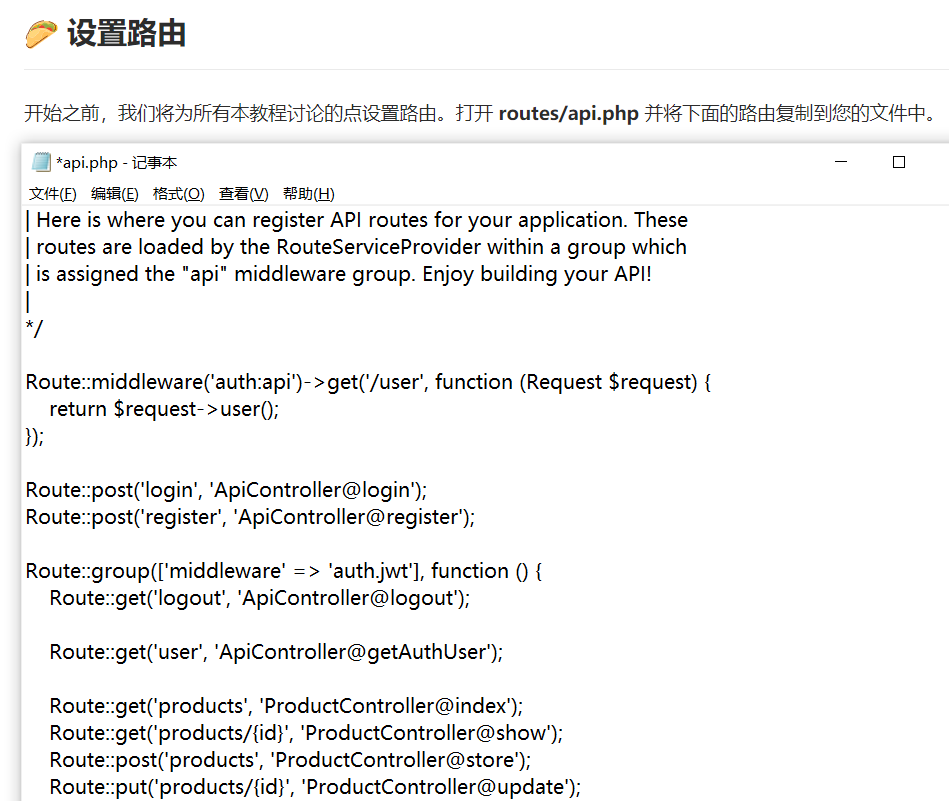 设置路由
开始之前，我们将为所有本教程讨论的点设置路由。打开 routes/api.php 并将下面的路由复制到您的文件中。
*api.php - 记事本
文件(F) 编辑(E) 格式(O) 查看(V) 帮助(H)
| Here is where you can register API routes for your application. These
| routes are loaded by the RouteServiceProvider within a group which
| is assigned the "api" middleware group. Enjoy building your API!
|
*/
Route::middleware('auth:api')->get('/user', function (Request $request) {
    return $request->user();
});
Route::post('login', 'ApiController@login');
Route::post('register', 'ApiController@register');
Route::group(['middleware' => 'auth.jwt'], function () {
    Route::get('logout', 'ApiController@logout');
    Route::get('user', 'ApiController@getAuthUser');
    Route::get('products', 'ProductController@index');
    Route::get('products/{id}', 'ProductController@show');
    Route::post('products', 'ProductController@store');
    Route::put('products/{id}', 'ProductController@update');